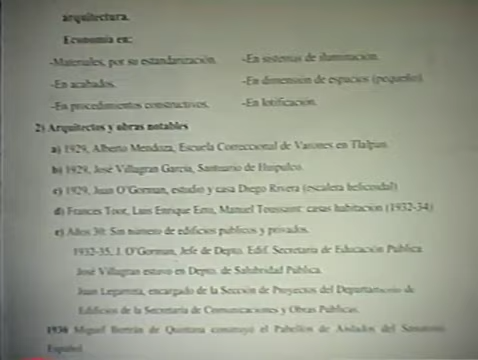 arquitectura.
Economía en:
-Materiales, por su estandarización. -En sistemas de iluminación.
-En acabados. -En dimensión de espacios (pequeño).
-En procedimientos constructivos. -En lotificación.
2) Arquitectos y obras notables
a) 1929, Alberto Mendoza, Escuela Correccional de Varones en Tlalpan.
b) 1929, José Villagran García, Santuario de Huipulco.
c) 1929, Juan O'Gorman, estudio y casa Diego Rivera (escalera helicoidal)
d) Frances Toor, Luis Enrique Erro, Manuel Toussaint: casas habitación (1932-34)
e) Años 30: Sin número de edificios públicos y privados.
1932-35, J. O'Gorman, Jefe de Depto. Edif. Secretaría de Educación Pública
José Villagran estuvo en Depto. de Salubridad Pública.
Juan Legarreta, encargado de la Sección de Proyectos del Departamento de
Edificios de la Secretaría de Comunicaciones y Obras Públicas.
1930 Miguel Bertrán de Quintana construyó el Pabellón de Aislados del Sanatorio
Español